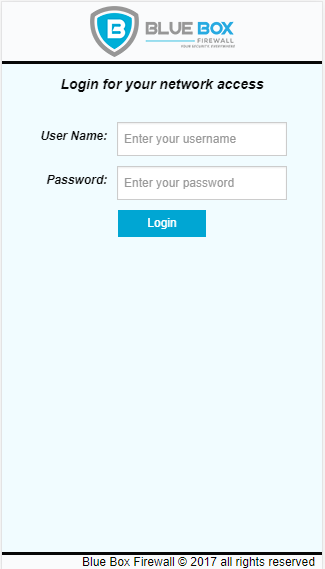 B
BLUE BOX
FIREWALL
YOUR SECURITY, EVERYWHERE!
Login for your network access
User Name:
Enter your username
Password:
Enter your password
Login
Blue Box Firewall © 2017 all rights reserved